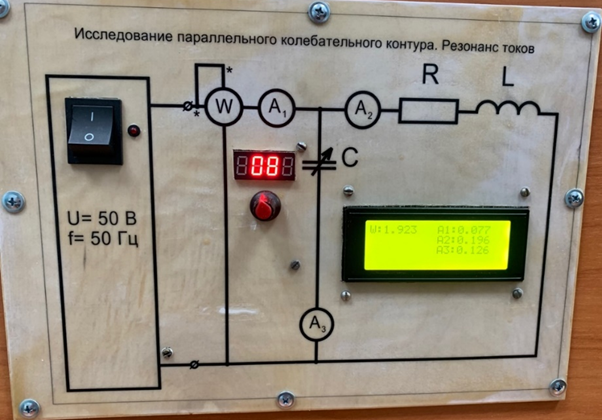 Исследование параллельного колебательного контура. Резонанс токов
R L
* W A₁ A₂
*
I
O
08 C
U= 50 В
f= 50 Гц
W:1.923 A1:0.077
A2:0.196
A3:0.126
A₃